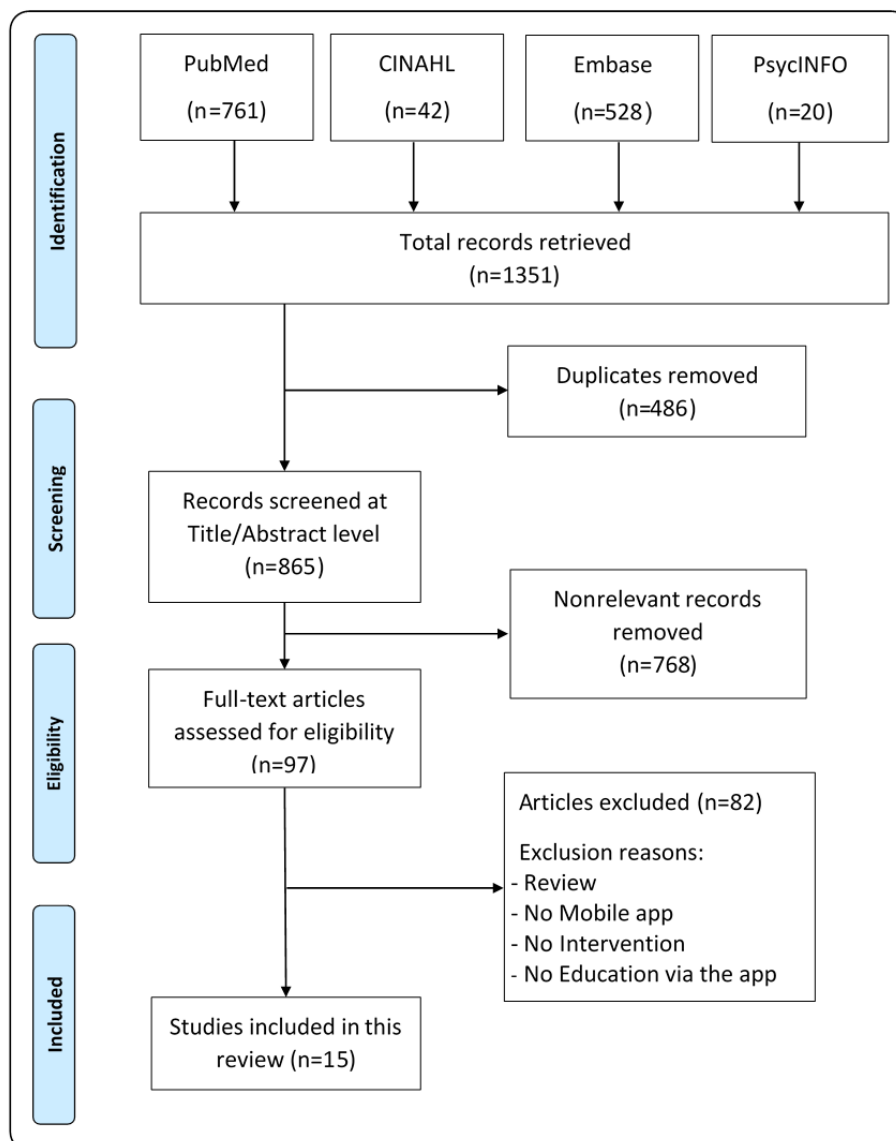 PubMed
(n=761)
CINAHL
(n=42)
Embase
(n=528)
PsycINFO
(n=20)
Identification
Total records retrieved
(n=1351)
Duplicates removed
(n=486)
Screening
Records screened at
Title/Abstract level
(n=865)
Nonrelevant records
removed
(n=768)
Eligibility
Full-text articles
assessed for eligibility
(n=97)
Articles excluded (n=82)
Exclusion reasons:
- Review
- No Mobile app
- No Intervention
- No Education via the app
Included
Studies included in this
review (n=15)